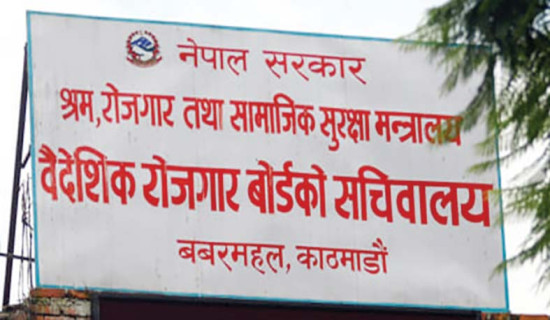 नेपाल सरकार
श्रम, रोजगार तथा सामाजिक सुरक्षा मन्त्रालय
वैदेशिक रोजगार बोर्डको सचिवालय
बबरमहल, काठमाडौं